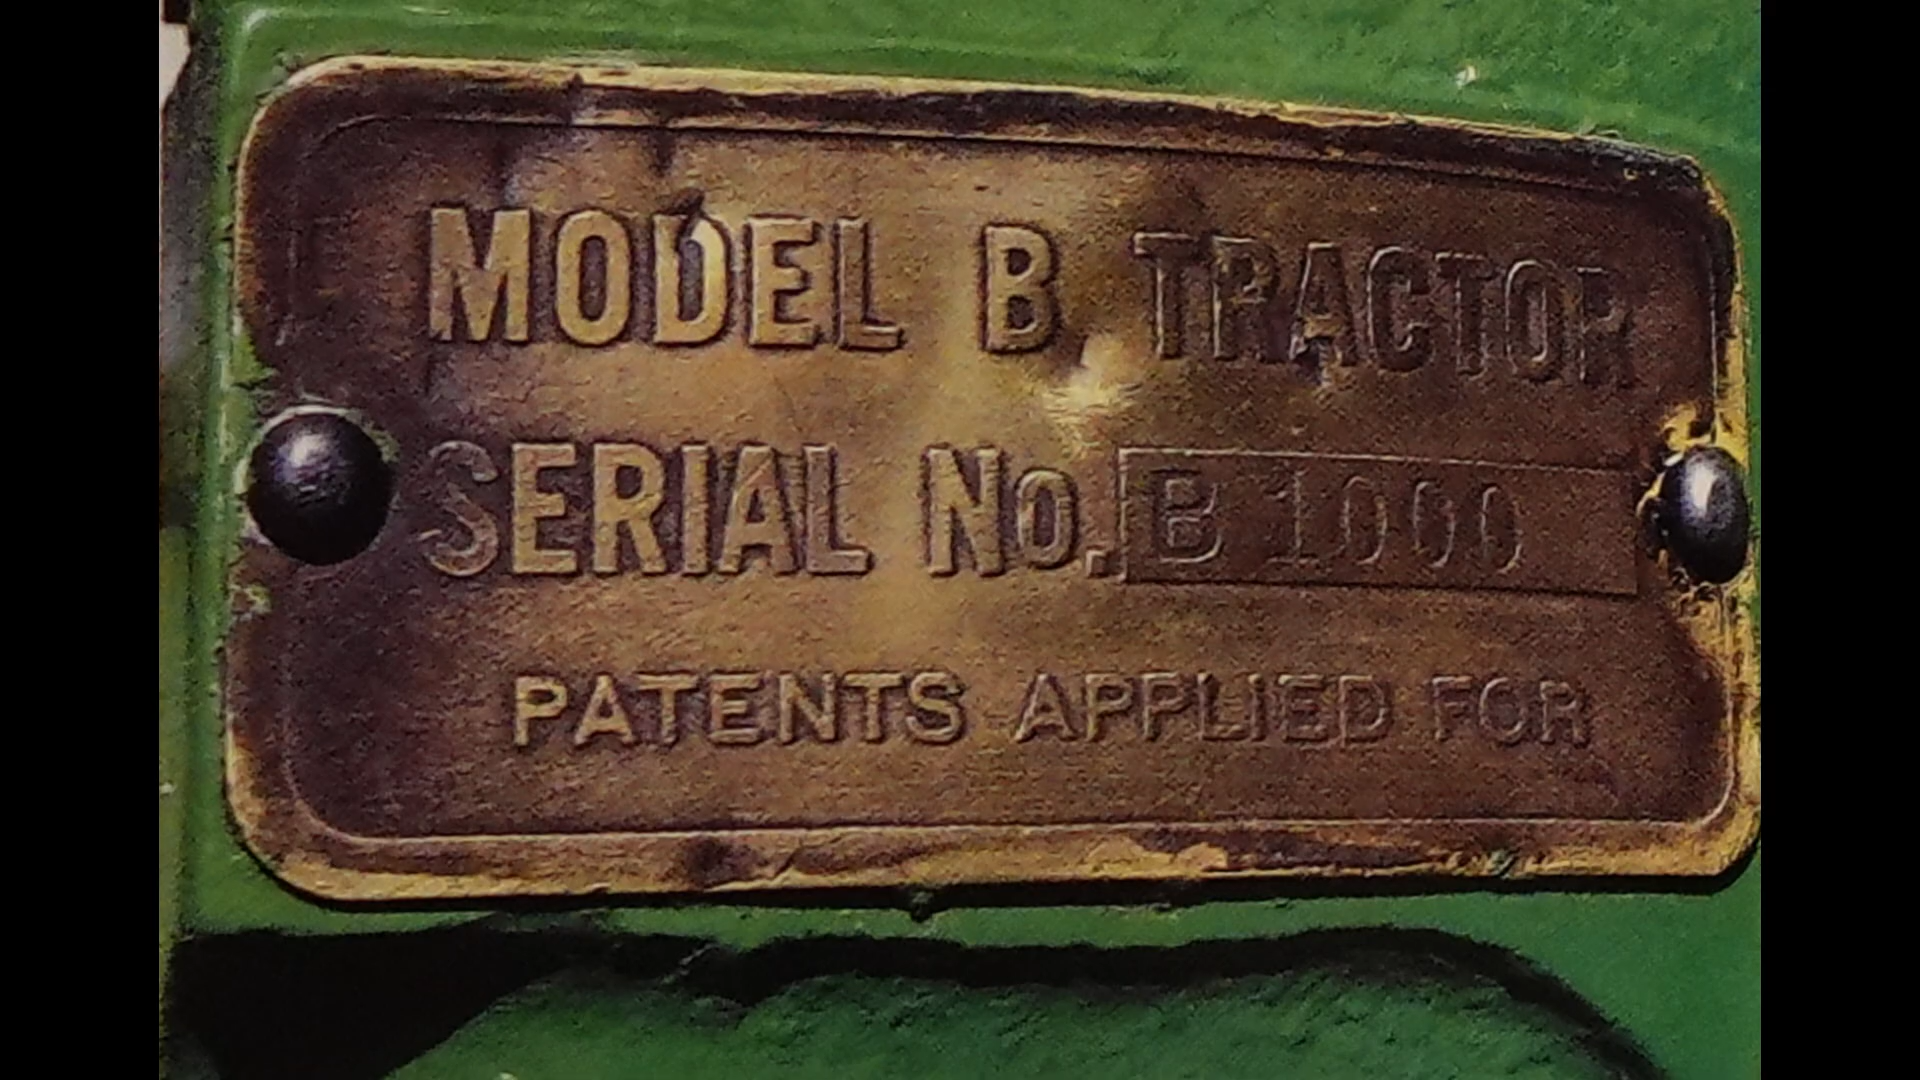 MODEL B TRACTOR
SERIAL No. B 1000
PATENTS APPLIED FOR